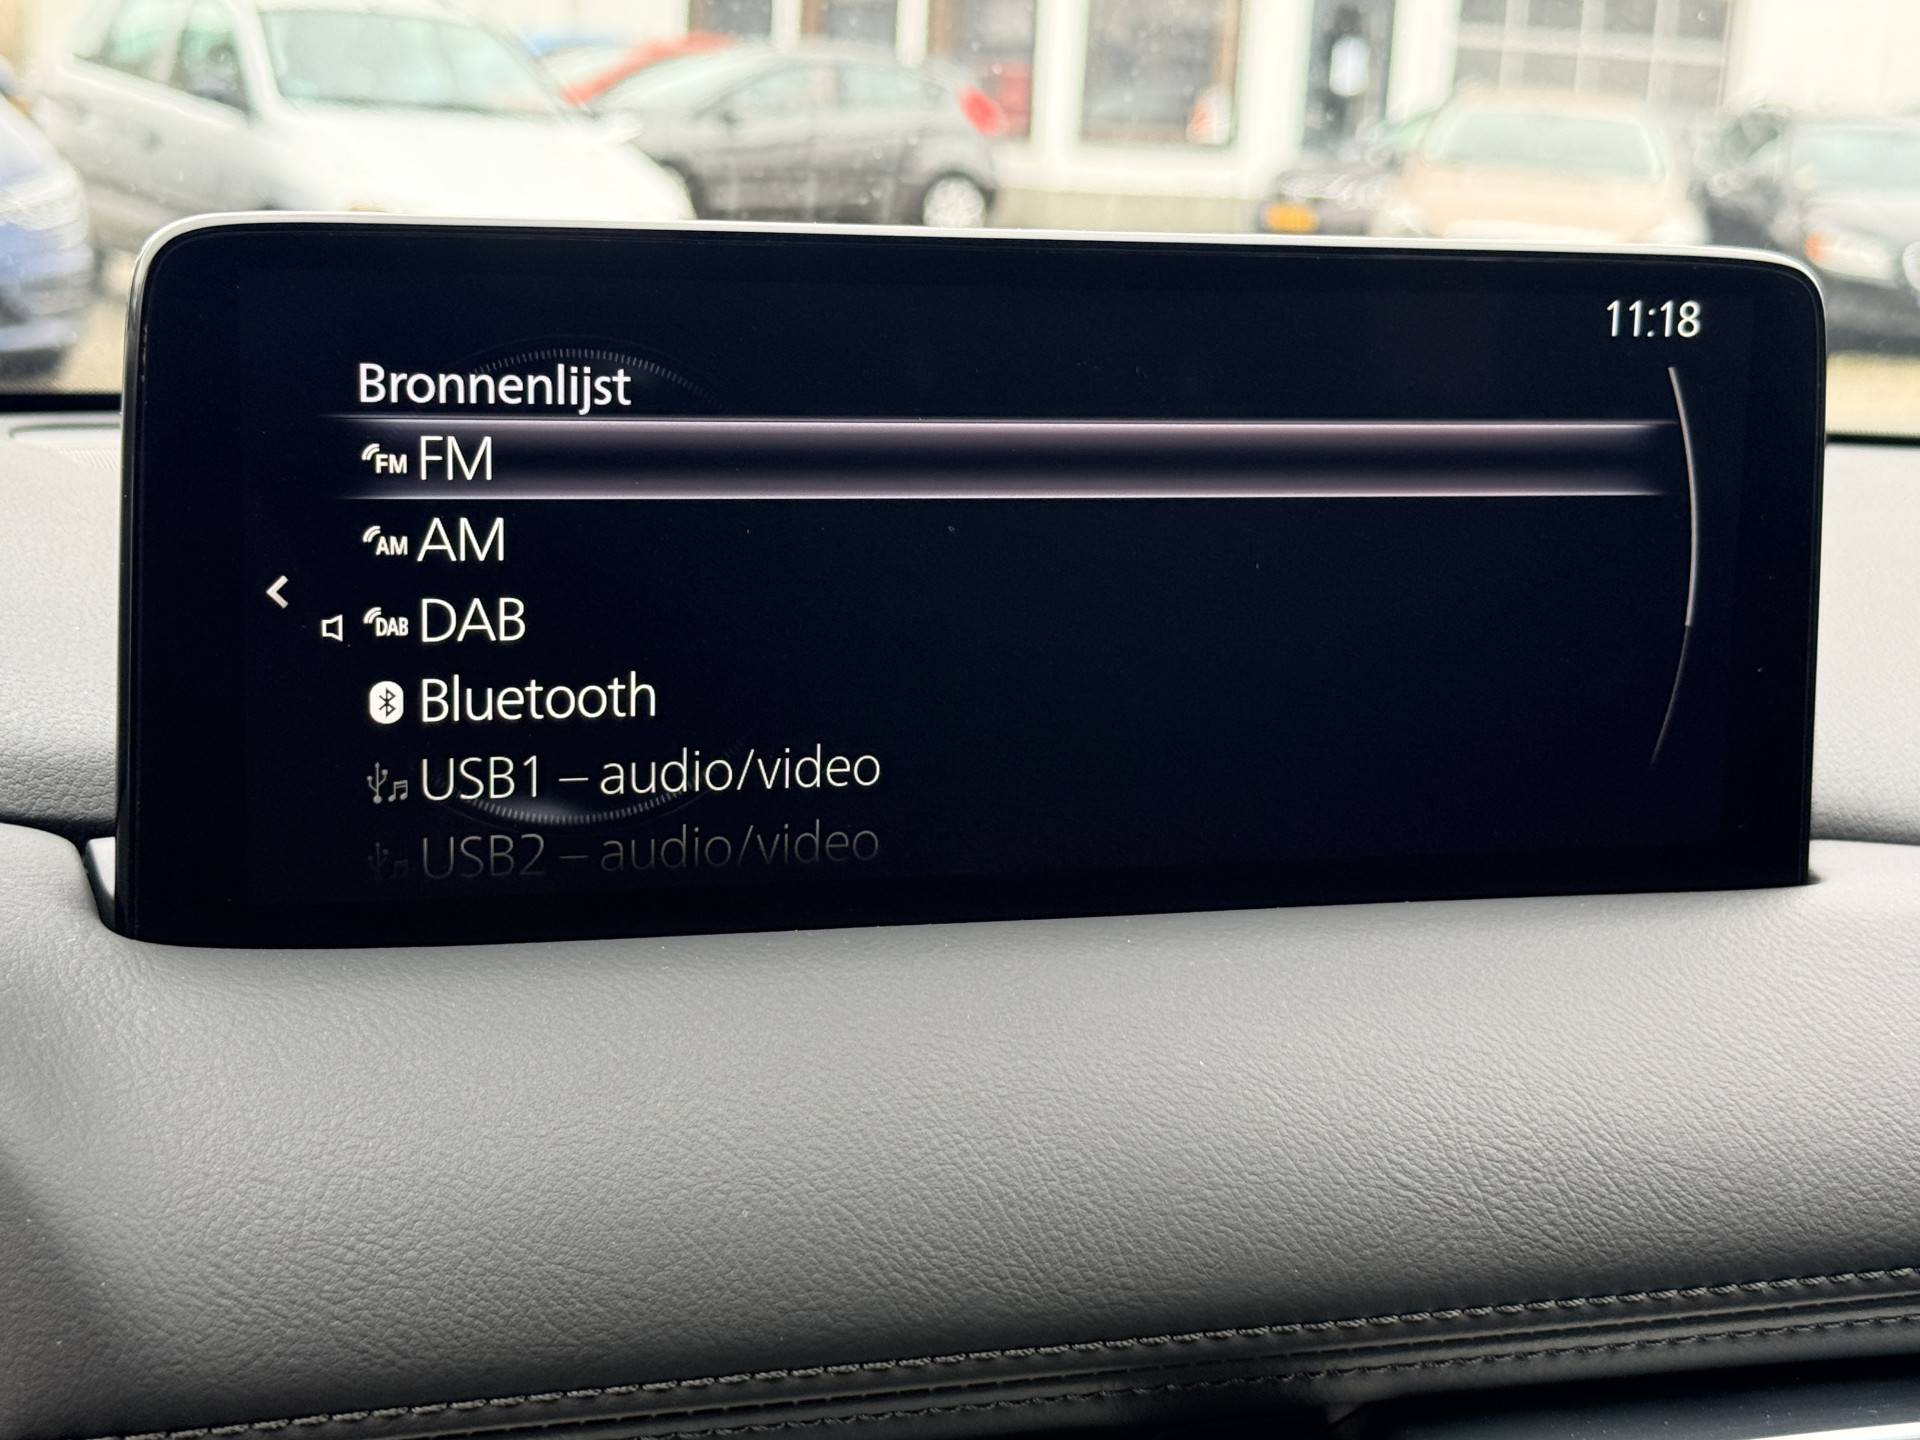 11:18
Bronnenlijst
FM FM
AM AM
DAB DAB
Bluetooth
USB1 – audio/video
USB2 – audio/video